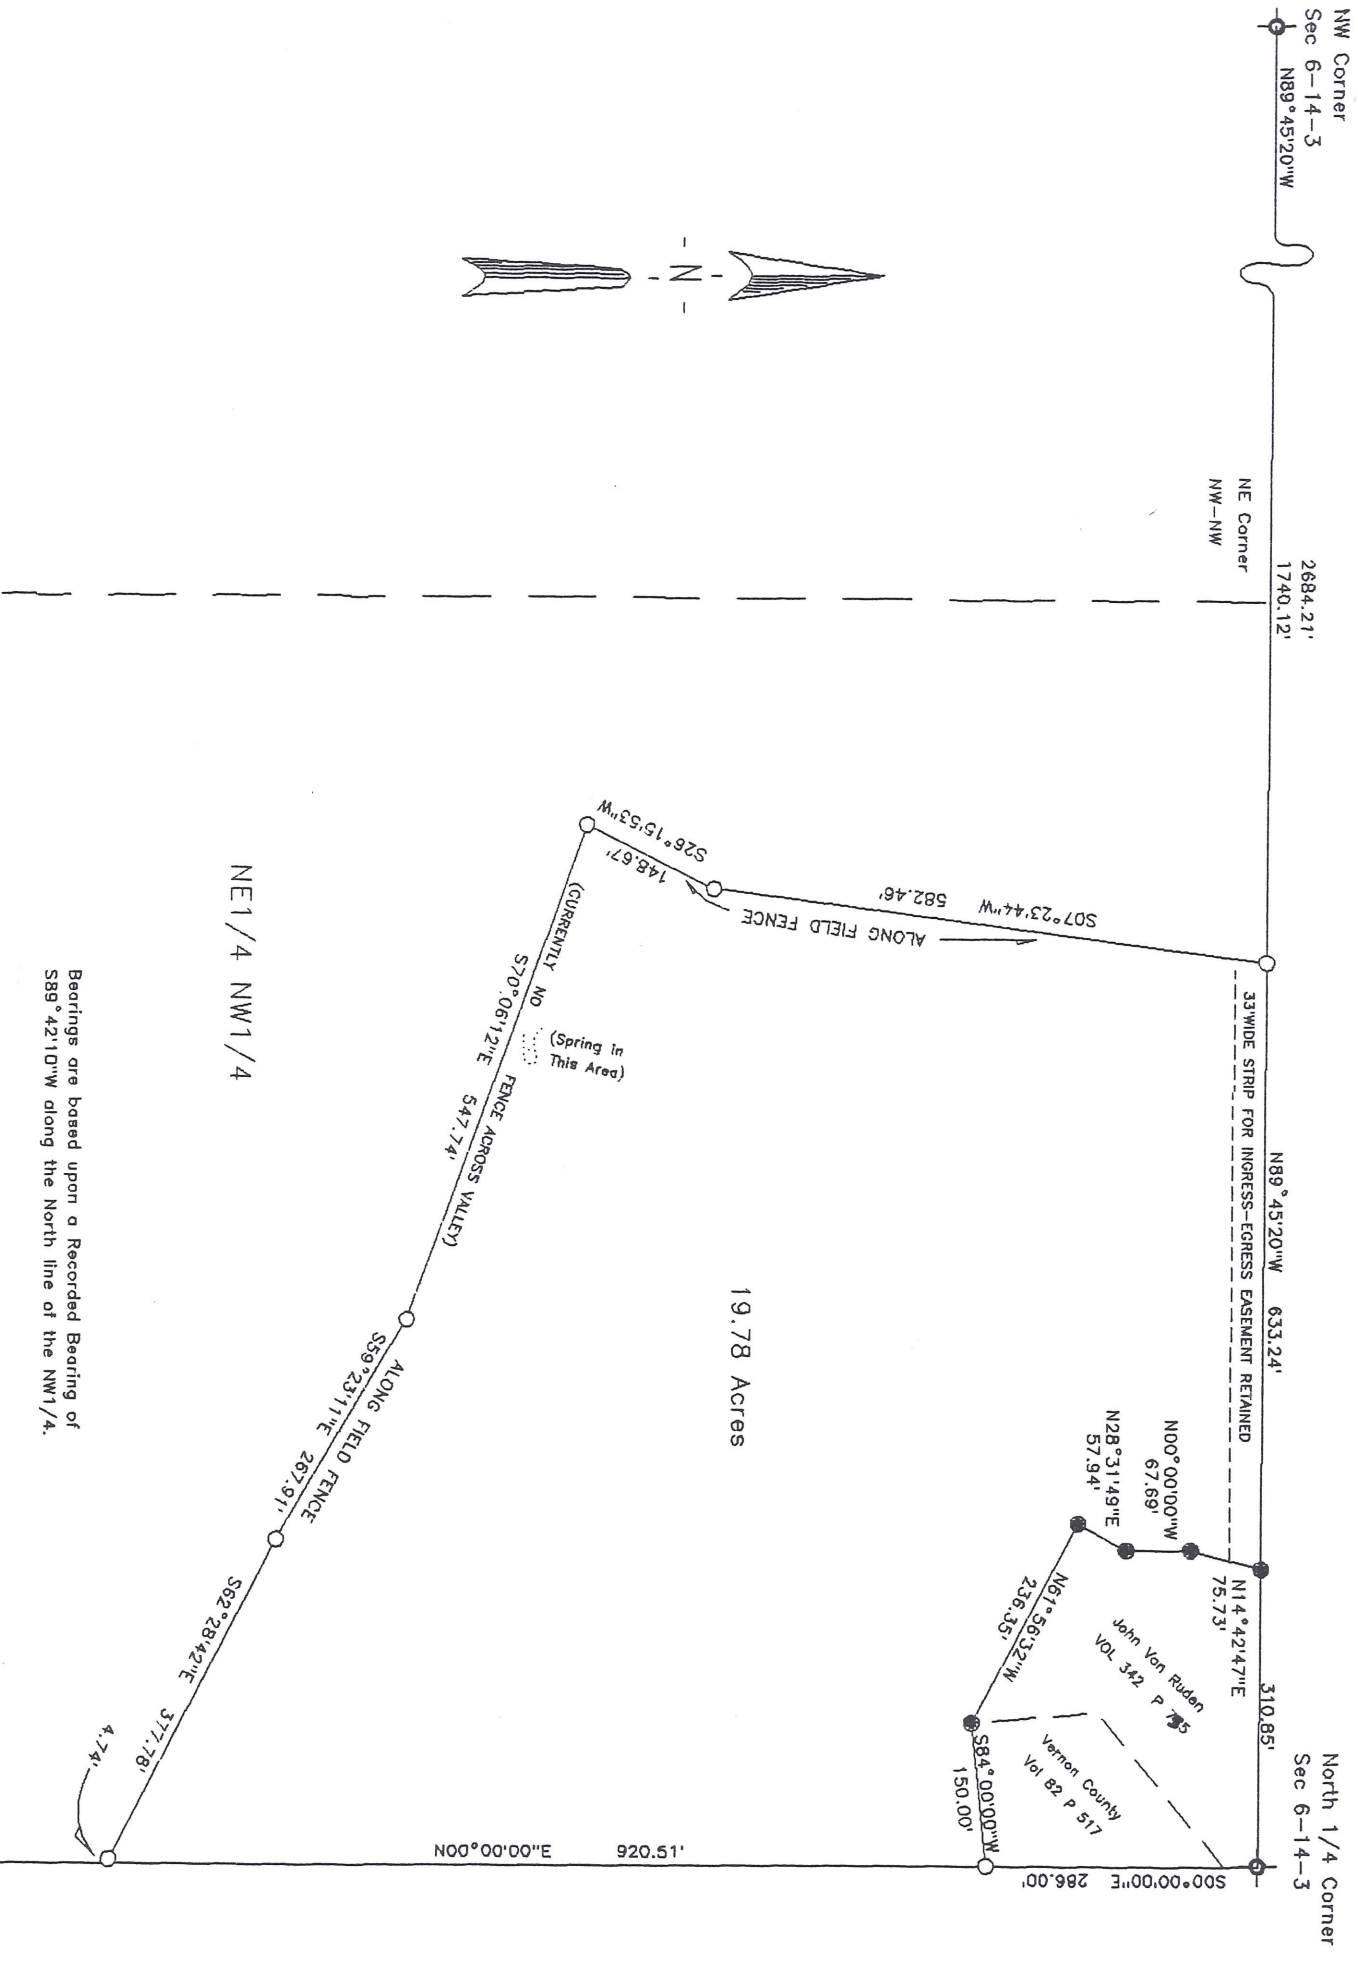 NW Corner
Sec 6-14-3
N89°45'20"W
2684.21'
1740.12'
NE Corner
NW-NW
North 1/4 Corner
Sec 6-14-3
N89°45'20"W 633.24'
310.85'
33'WIDE STRIP FOR INGRESS-EGRESS EASEMENT RETAINED
N14°42'47"E
75.73'
N00°00'00"W
67.69'
N28°31'49"E
57.94'
N61°56'32"W
236.35'
John Von Ruden
VOL 342 P
Vernon County
Vol 82 P 517
S84°00'00"W
150.00'
S00°00'00"E 286.00'
N00°00'00"E 920.51'
S07°23'44"W 582.46'
ALONG FIELD FENCE
S26°15'53"W
148.67'
N
(Spring in
This Area)
(CURRENTLY NO FENCE ACROSS VALLEY)
S70°06'12"E 547.74'
19.78 Acres
ALONG FIELD FENCE
S59°23'11"E 267.91'
S62°28'42"E 377.78'
4.74'
NE1/4 NW1/4
Bearings are based upon a Recorded Bearing of
S89°42'10"W along the North line of the NW1/4.